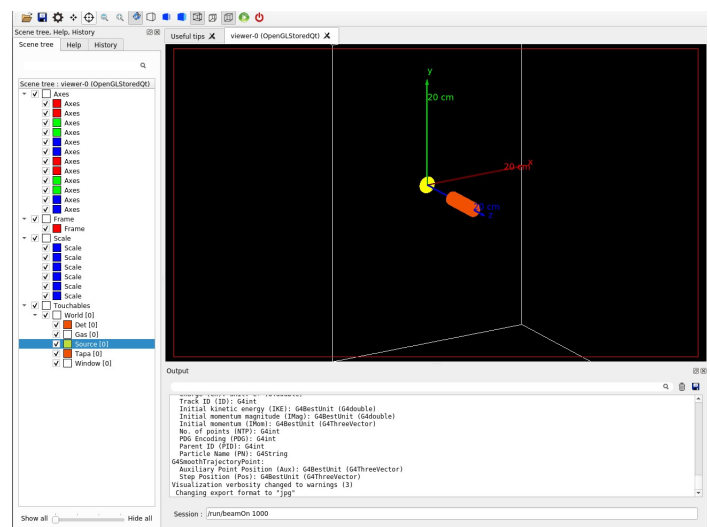 Scene tree, Help, History
Scene tree
Help
History
Scene tree : viewer-0 (OpenGLStoredQt)
Axes
Axes
Axes
Axes
Axes
Axes
Axes
Axes
Axes
Axes
Axes
Axes
Axes
Frame
Frame
Scale
Scale
Scale
Scale
Scale
Scale
Scale
Touchables
World [0]
Det [0]
Gas [0]
Source [0]
Tapa [0]
Window [0]
Show all
Hide all
Useful tips
viewer-0 (OpenGLStoredQt)
y
20 cm
20 cm
x
20 cm
z
Output
Track ID (ID): G4int
Initial kinetic energy (IKE): G4BestUnit (G4double)
Initial momentum magnitude (IMag): G4BestUnit (G4double)
Initial momentum (IMom): G4BestUnit (G4ThreeVector)
No. of points (NTP): G4int
PDG Encoding (PDG): G4int
Parent ID (PID): G4int
Particle Name (PN): G4String
G4SmoothTrajectoryPoint:
Auxiliary Point Position (Aux): G4BestUnit (G4ThreeVector)
Step Position (Pos): G4BestUnit (G4ThreeVector)
Visualization verbosity changed to warnings (3)
Changing export format to "jpg"
Session :
/run/beamOn 1000